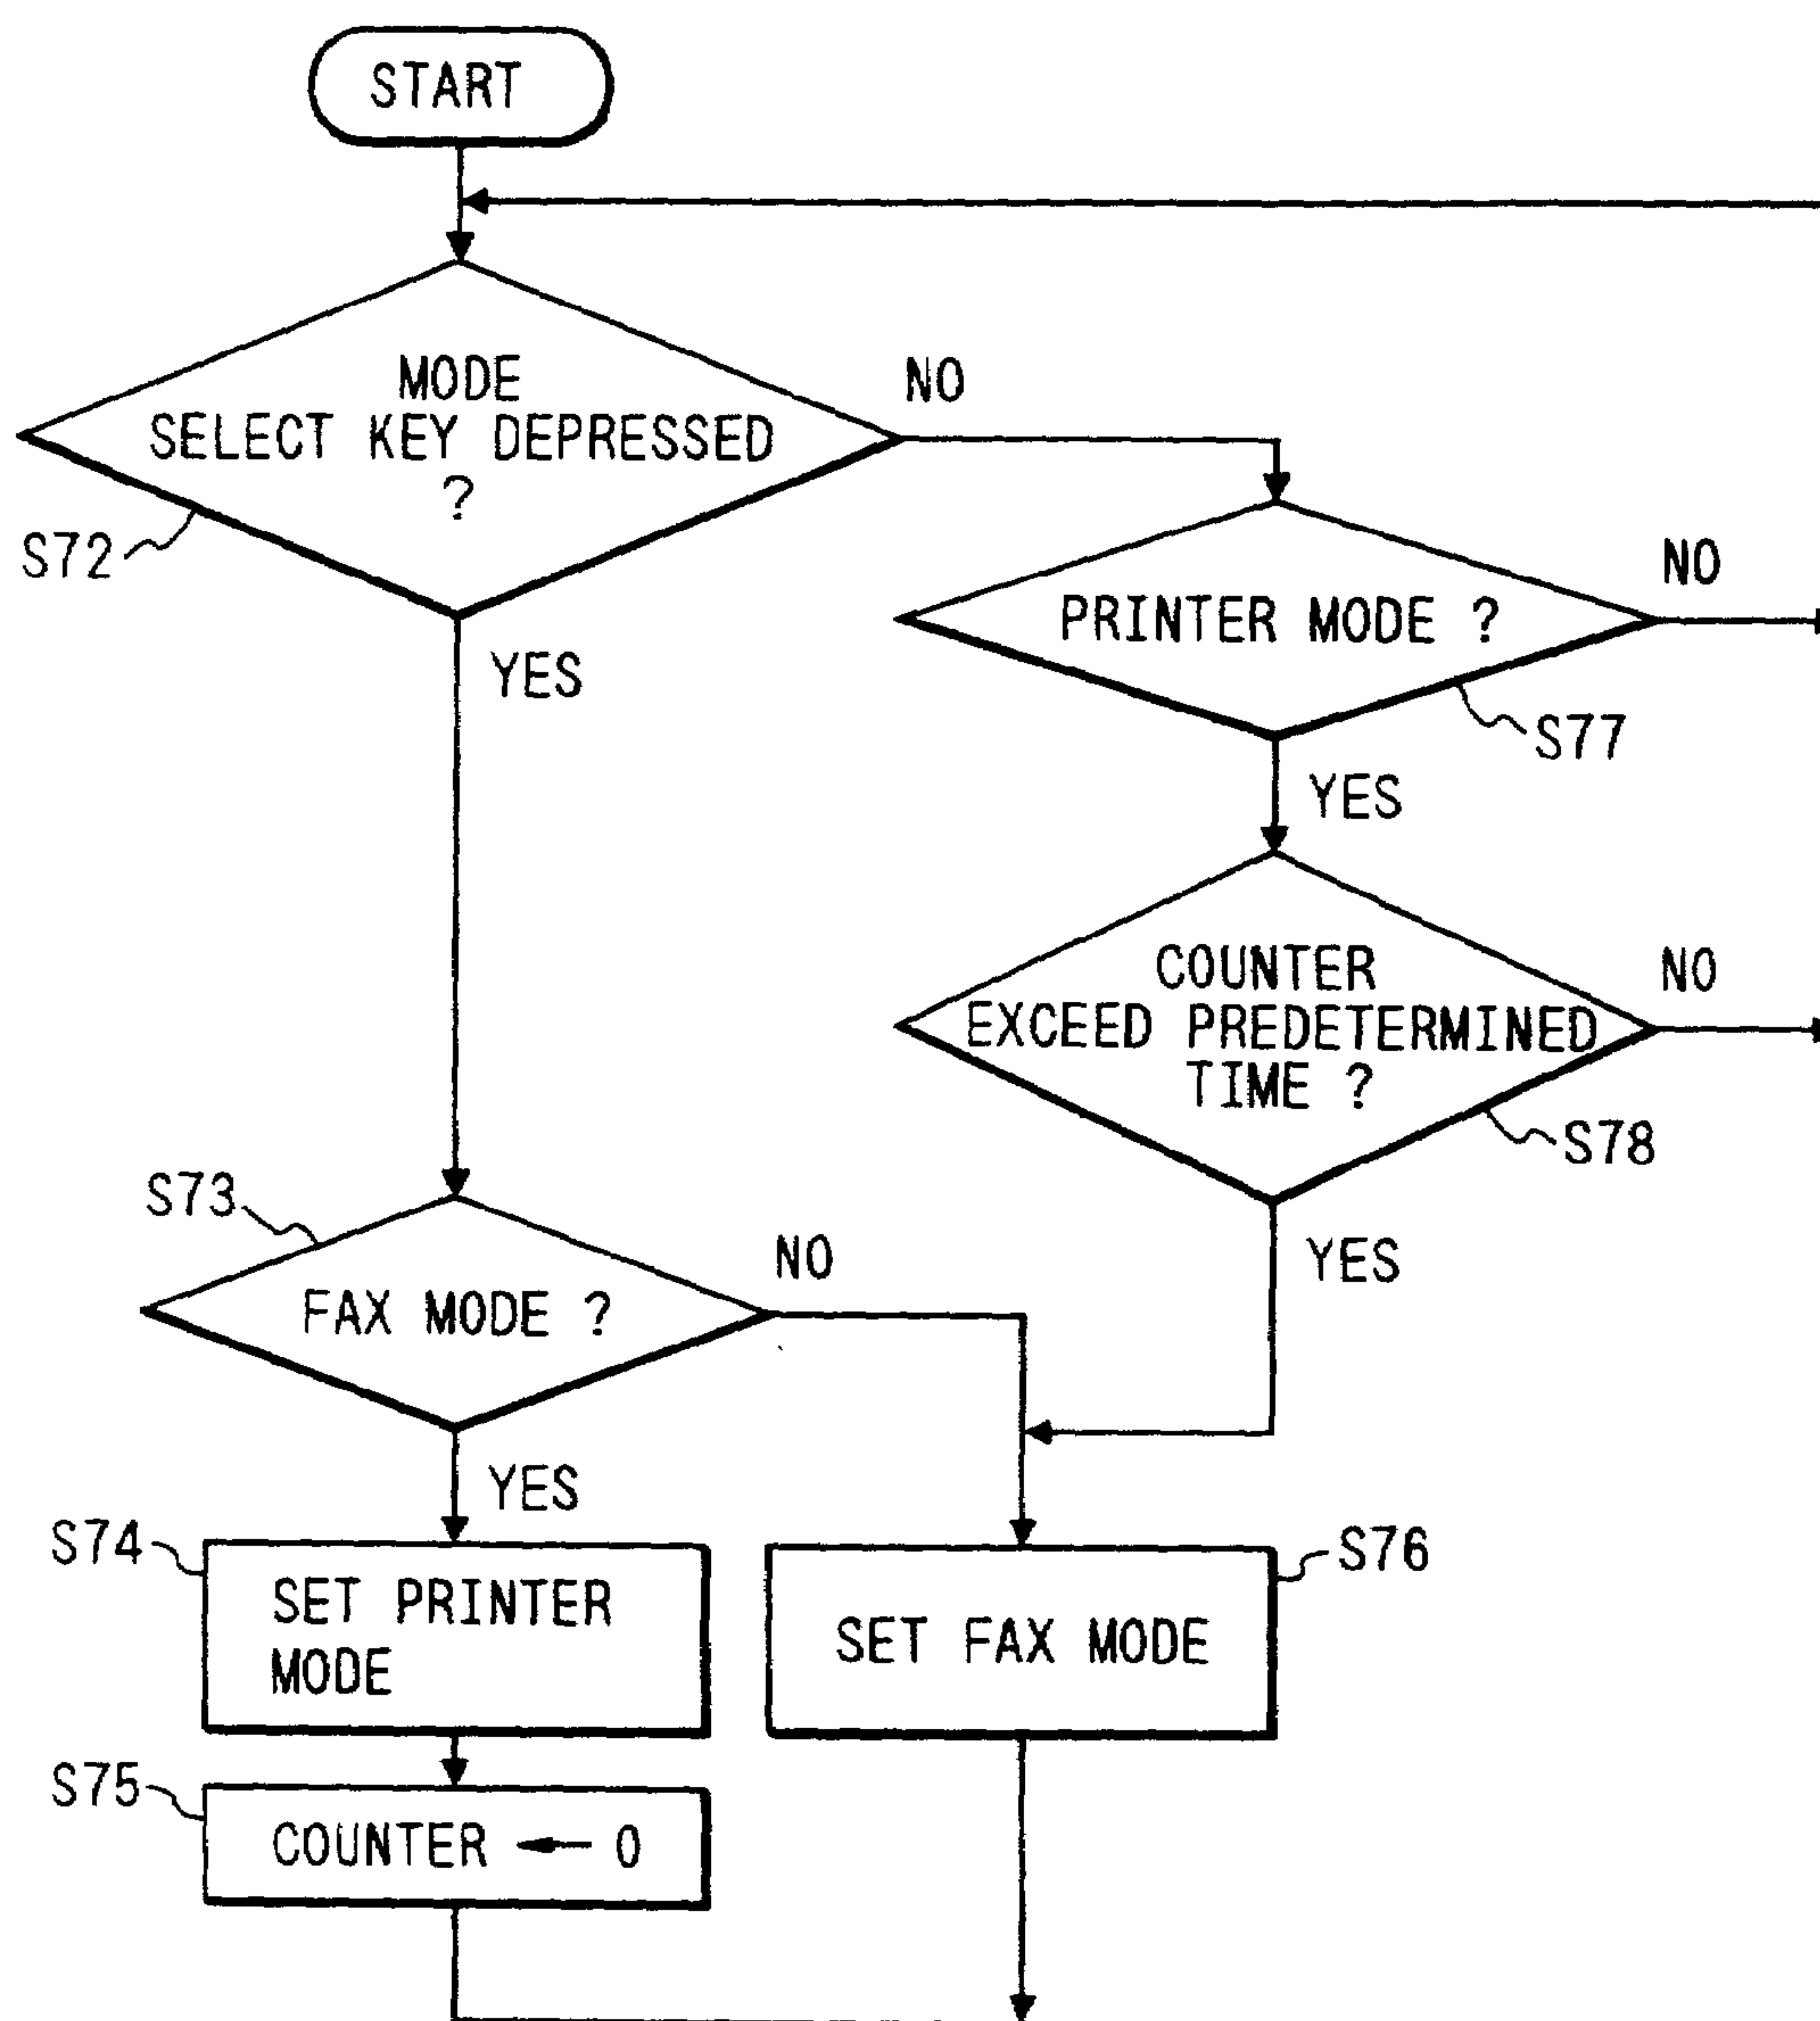 START
MODE
SELECT KEY DEPRESSED
?
NO
S72
YES
PRINTER MODE ?
NO
S77
YES
COUNTER
EXCEED PREDETERMINED
TIME ?
NO
S78
YES
S73
FAX MODE ?
NO
YES
S74
SET PRINTER
MODE
S76
SET FAX MODE
S75
COUNTER ← 0